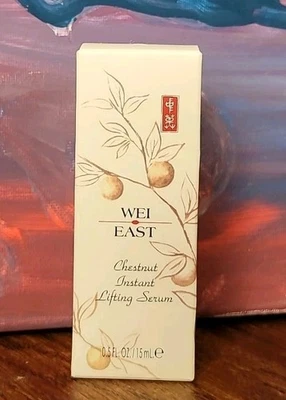 WEI
EAST
Chestnut
Instant
Lifting Serum
0.5 FL. OZ. / 15 mL ℮